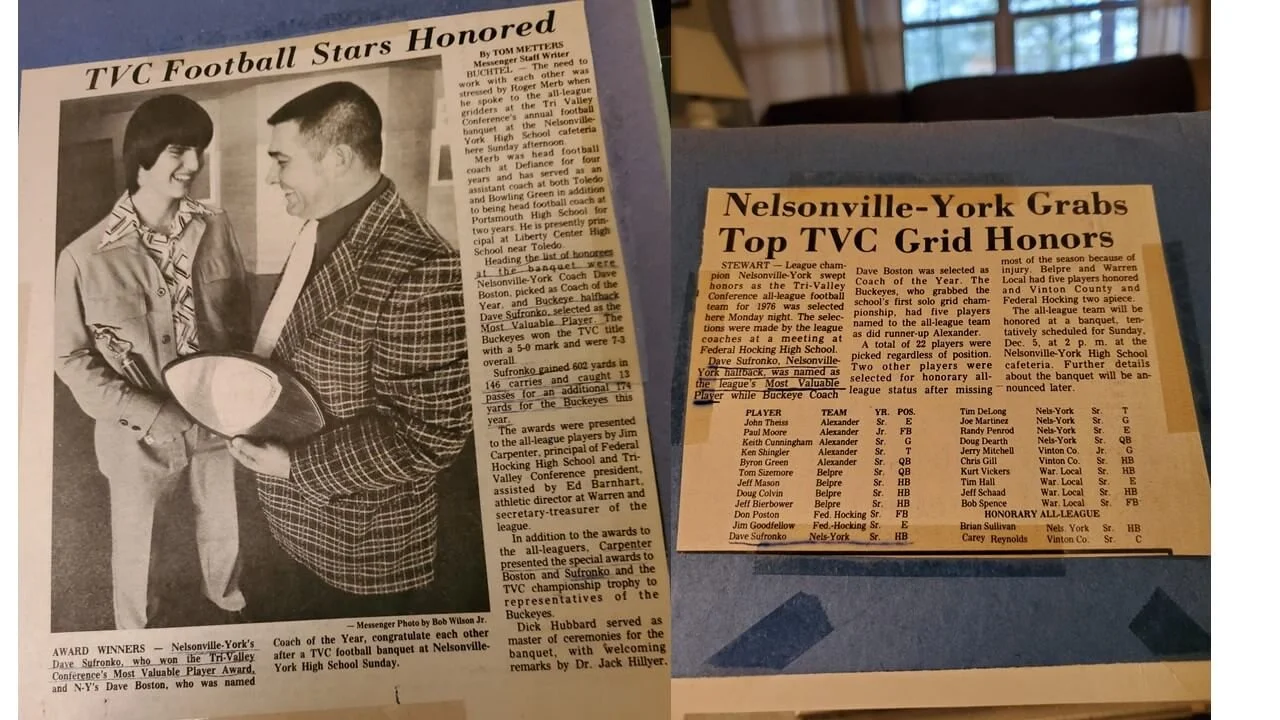 TVC Football Stars Honored
By TOM METTERS
Messenger Staff Writer
BUCHTEL — The need to
work with each other was
stressed by Roger Merb when
he spoke to the all-league
gridders at the Tri Valley
Conference's annual football
banquet at the Nelsonville-
York High School cafeteria
here Sunday afternoon.
Merb was head football
coach at Defiance for four
years and has served as an
assistant coach at both Toledo
and Bowling Green in addition
to being head football coach at
Portsmouth High School for
two years. He is presently prin-
cipal at Liberty Center High
School near Toledo.
Heading the list of honorees
at the banquet were
Nelsonville-York Coach Dave
Boston, picked as Coach of the
Year, and Buckeye halfback
Dave Sufronko, selected as the
Most Valuable Player. The
Buckeyes won the TVC title
with a 5-0 mark and were 7-3
overall.
Sufronko gained 602 yards in
146 carries and caught 13
passes for an additional 174
yards for the Buckeyes this
year.
The awards were presented
to the all-league players by Jim
Carpenter, principal of Federal
Hocking High School and Tri-
Valley Conference president,
assisted by Ed Barnhart,
athletic director at Warren and
secretary-treasurer of the
league.
In addition to the awards to
the all-leaguers, Carpenter
presented the special awards to
Boston and Sufronko and the
TVC championship trophy to
representatives of the
Buckeyes.
Dick Hubbard served as
master of ceremonies for the
banquet, with welcoming
remarks by Dr. Jack Hillyer.
— Messenger Photo by Bob Wilson Jr.
AWARD WINNERS — Nelsonville-York's
Dave Sufronko, who won the Tri-Valley
Conference's Most Valuable Player Award,
and N-Y's Dave Boston, who was named
Coach of the Year, congratulate each other
after a TVC football banquet at Nelsonville-
York High School Sunday.
Nelsonville-York Grabs
Top TVC Grid Honors
STEWART — League cham-
pion Nelsonville-York swept
honors as the Tri-Valley
Conference all-league football
team for 1976 was selected
here Monday night. The selec-
tions were made by the league
coaches at a meeting at
Federal Hocking High School.
Dave Sufronko, Nelsonville-
York halfback, was named as
the league's Most Valuable
Player while Buckeye Coach
Dave Boston was selected as
Coach of the Year. The
Buckeyes, who grabbed the
school's first solo grid cham-
pionship, had five players
named to the all-league team
as did runner-up Alexander.
A total of 22 players were
picked regardless of position.
Two other players were
selected for honorary all-
league status after missing
most of the season because of
injury. Belpre and Warren
Local had five players honored
and Vinton County and
Federal Hocking two apiece.
The all-league team will be
honored at a banquet, ten-
tatively scheduled for Sunday,
Dec. 5, at 2 p. m. at the
Nelsonville-York High School
cafeteria. Further details
about the banquet will be an-
nounced later.
PLAYER TEAM YR. POS.
John Theiss Alexander Sr. E
Paul Moore Alexander Jr. FB
Keith Cunningham Alexander Sr. G
Ken Shingler Alexander Sr. T
Byron Green Alexander Sr. QB
Tom Sizemore Belpre Sr. QB
Jeff Mason Belpre Sr. HB
Doug Colvin Belpre Sr. HB
Jeff Bierbower Belpre Sr. HB
Don Poston Fed. Hocking Sr. FB
Jim Goodfellow Fed.-Hocking Sr. E
Dave Sufronko Nels-York Sr. HB
Tim DeLong Nels-York Sr. T
Joe Martinez Nels-York Sr. G
Randy Penrod Nels-York Sr. E
Doug Dearth Nels-York Sr. QB
Jerry Mitchell Vinton Co. Jr. G
Chris Gill Vinton Co. Sr. HB
Kurt Vickers War. Local Sr. HB
Tim Hall War. Local Sr. E
Jeff Schaad War. Local Sr. HB
Bob Spence War. Local Sr. FB
HONORARY ALL-LEAGUE
Brian Sullivan Nels. York Sr. HB
Carey Reynolds Vinton Co. Sr. C